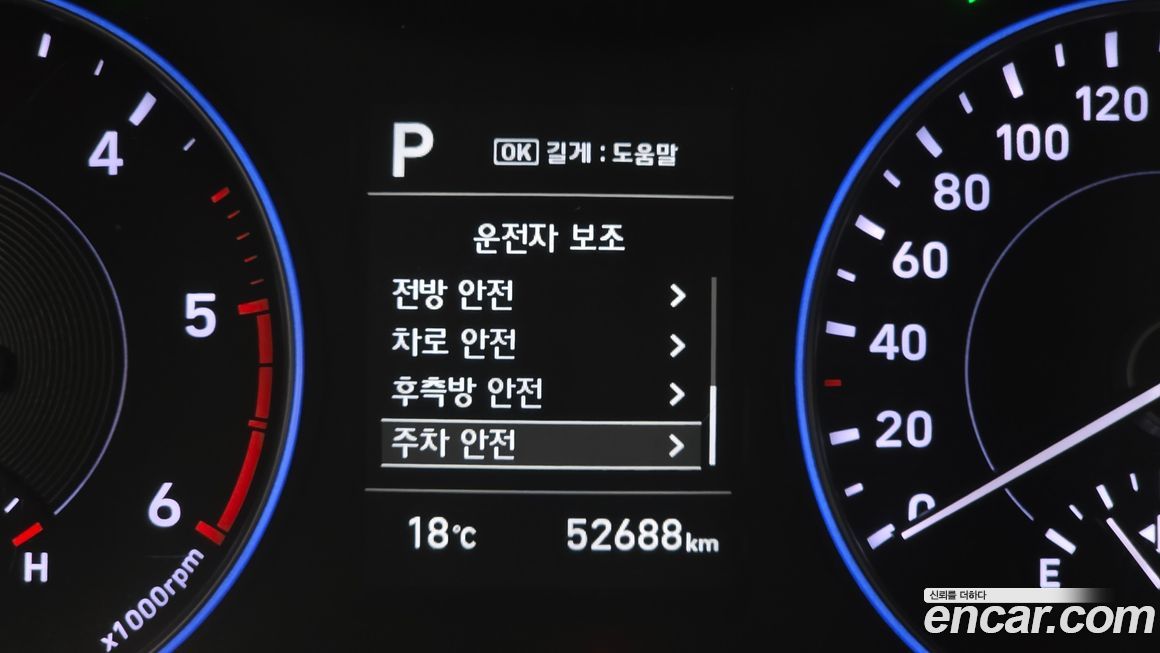 4
5
6
H
x1000rpm
P OK 길게 : 도움말
운전자 보조
전방 안전
차로 안전
후측방 안전
주차 안전
18℃ 52688km
120
100
80
60
40
20
0
E
신뢰를 더하다
encar.com